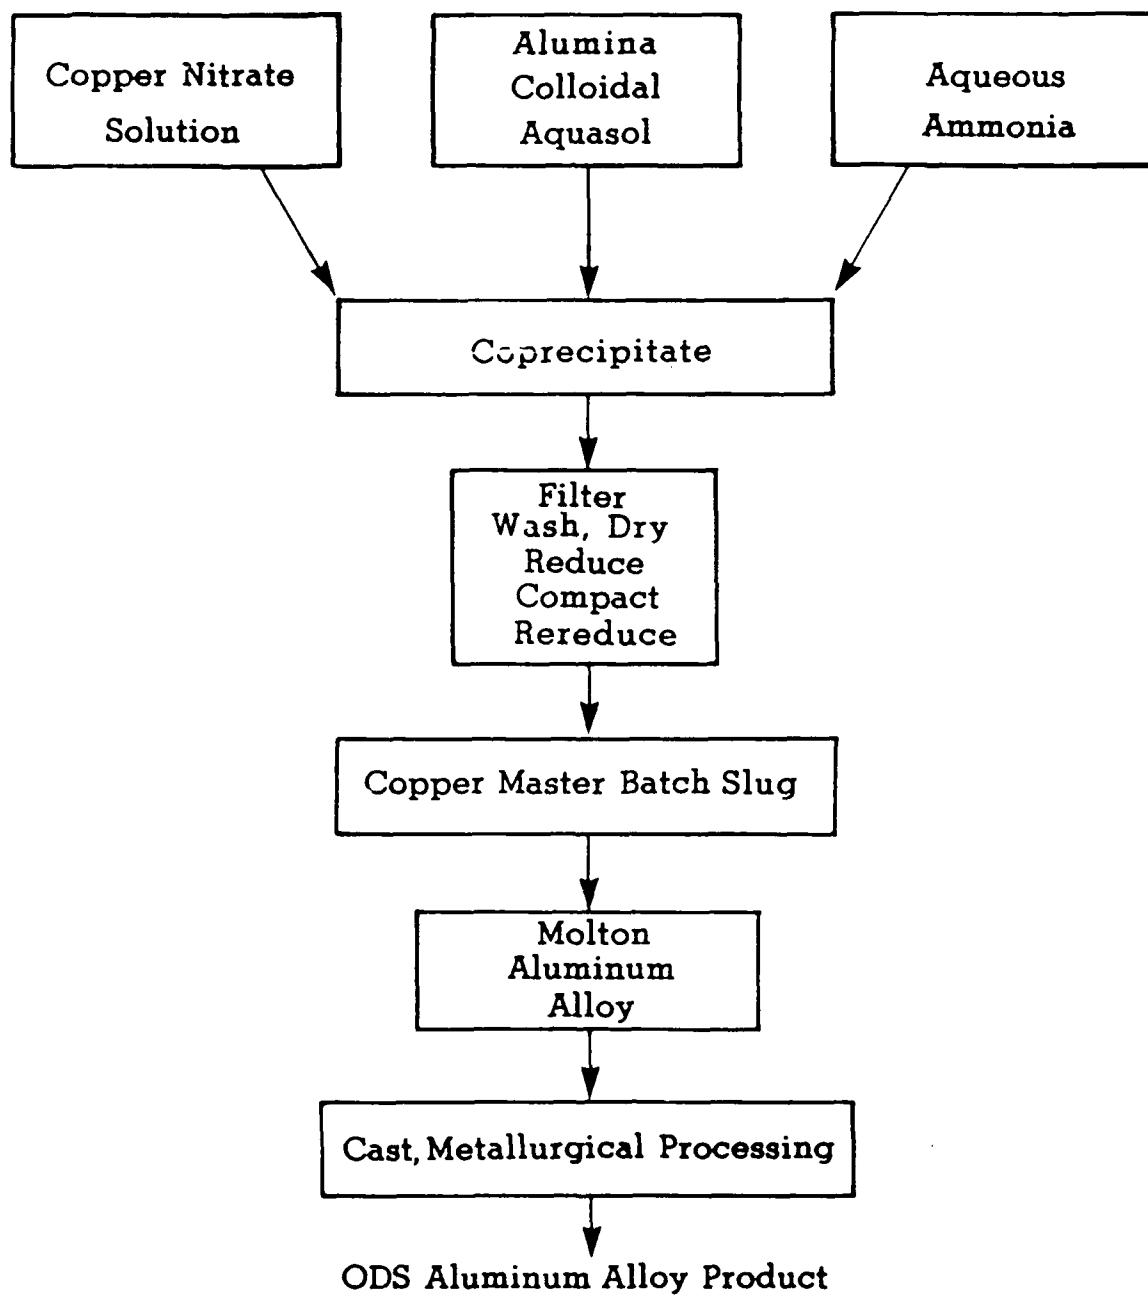 Copper Nitrate
Solution
Alumina
Colloidal
Aquasol
Aqueous
Ammonia
Coprecipitate
Filter
Wash, Dry
Reduce
Compact
Rereduce
Copper Master Batch Slug
Molton
Aluminum
Alloy
Cast, Metallurgical Processing
ODS Aluminum Alloy Product